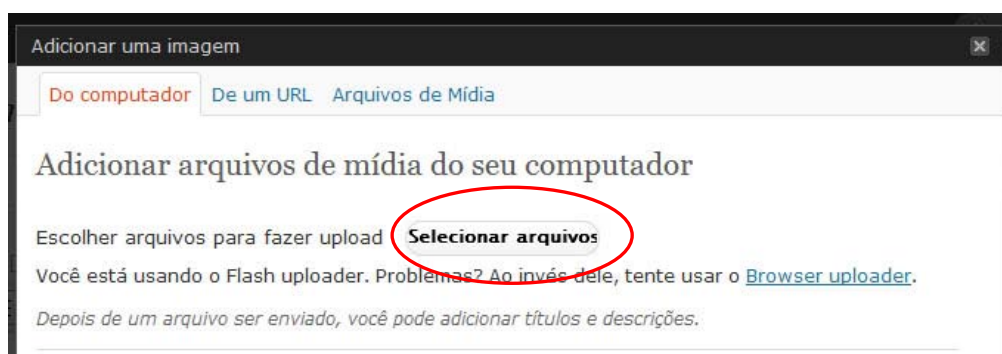 Adicionar uma imagem
Do computador De um URL Arquivos de Mídia
Adicionar arquivos de mídia do seu computador
Escolher arquivos para fazer upload Selecionar arquivos
Você está usando o Flash uploader. Problemas? Ao invés dele, tente usar o Browser uploader.
Depois de um arquivo ser enviado, você pode adicionar títulos e descrições.